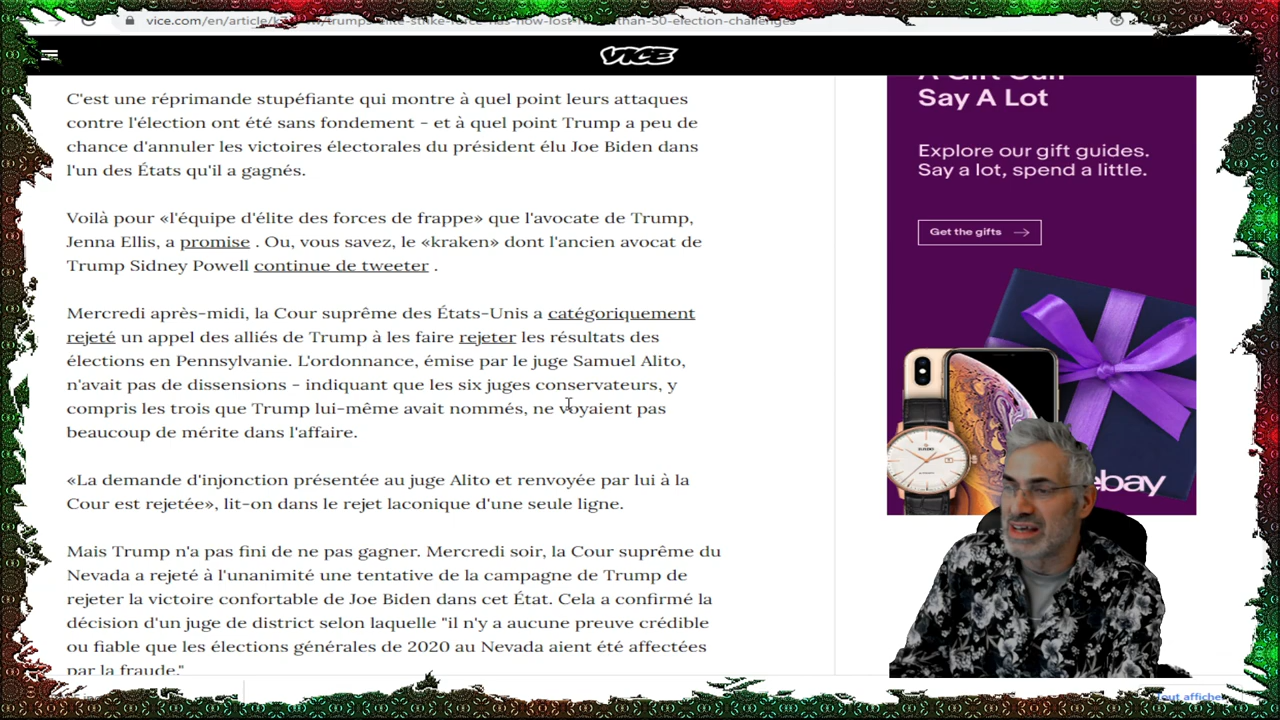 vice.com/en/article/
VICE
C'est une réprimande stupéfiante qui montre à quel point leurs attaques
contre l'élection ont été sans fondement - et à quel point Trump a peu de
chance d'annuler les victoires électorales du président élu Joe Biden dans
l'un des États qu'il a gagnés.
Voilà pour «l'équipe d'élite des forces de frappe» que l'avocate de Trump,
Jenna Ellis, a promise . Ou, vous savez, le «kraken» dont l'ancien avocat de
Trump Sidney Powell continue de tweeter .
Mercredi après-midi, la Cour suprême des États-Unis a catégoriquement
rejeté un appel des alliés de Trump à les faire rejeter les résultats des
élections en Pennsylvanie. L'ordonnance, émise par le juge Samuel Alito,
n'avait pas de dissensions - indiquant que les six juges conservateurs, y
compris les trois que Trump lui-même avait nommés, ne voyaient pas
beaucoup de mérite dans l'affaire.
«La demande d'injonction présentée au juge Alito et renvoyée par lui à la
Cour est rejetée», lit-on dans le rejet laconique d'une seule ligne.
Mais Trump n'a pas fini de ne pas gagner. Mercredi soir, la Cour suprême du
Nevada a rejeté à l'unanimité une tentative de la campagne de Trump de
rejeter la victoire confortable de Joe Biden dans cet État. Cela a confirmé la
décision d'un juge de district selon laquelle "il n'y a aucune preuve crédible
ou fiable que les élections générales de 2020 au Nevada aient été affectées
par la fraude."
A Gift Can
Say A Lot
Explore our gift guides.
Say a lot, spend a little.
Get the gifts
ebay
tout affiche